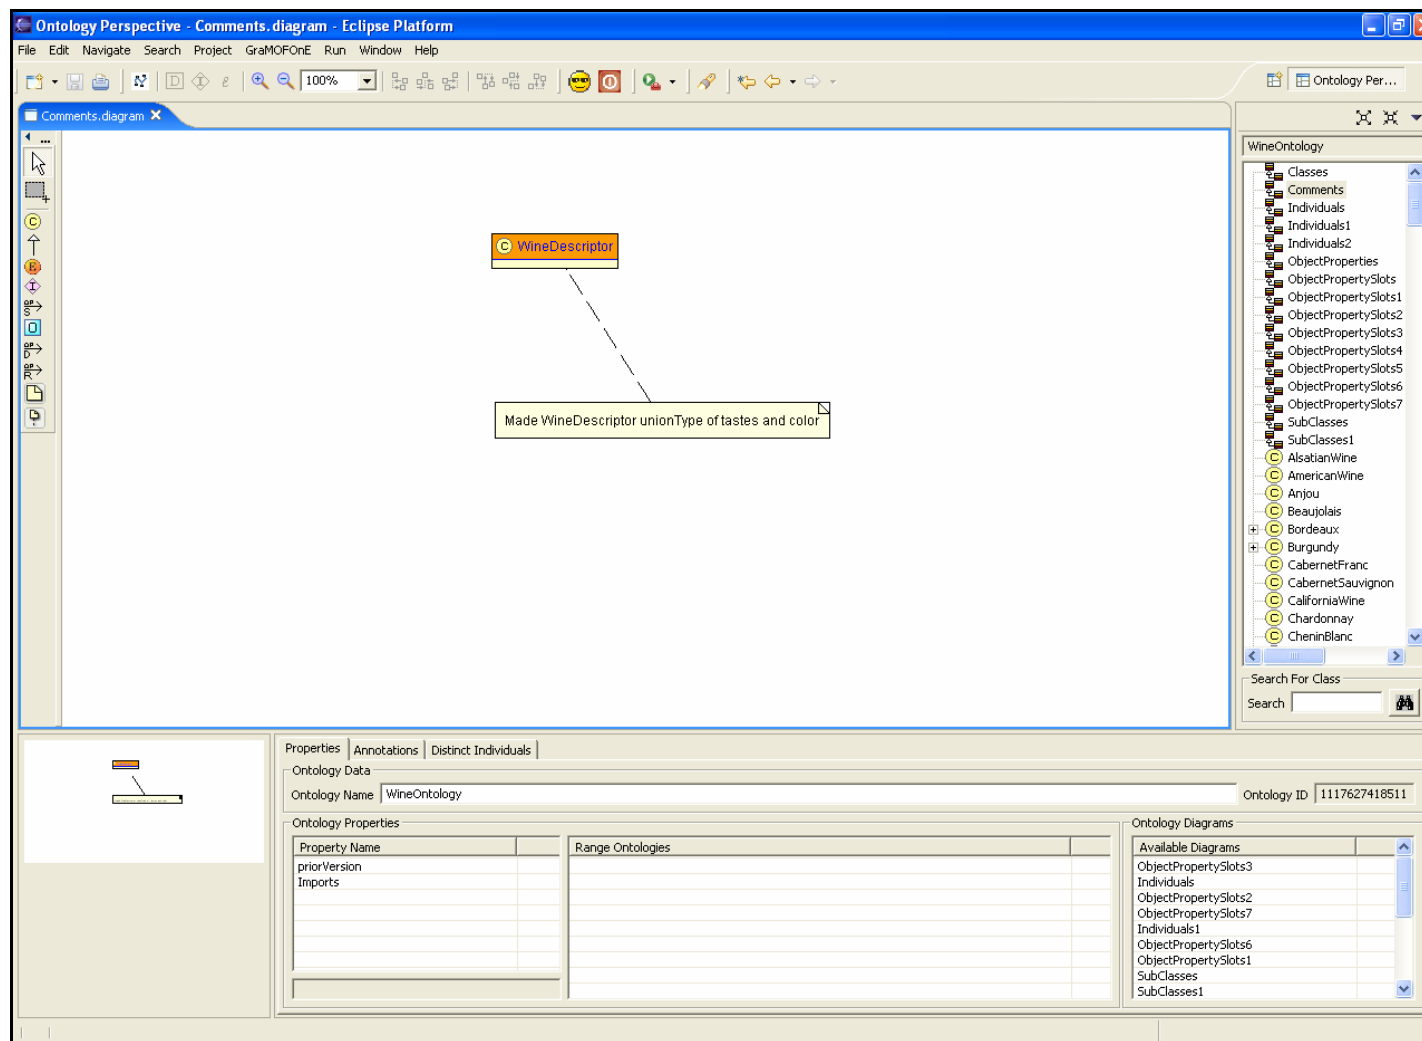 Ontology Perspective - Comments.diagram - Eclipse Platform
File Edit Navigate Search Project GraMOFOnE Run Window Help
100%
Ontology Per...
Comments.diagram
WineOntology
Classes
Comments
Individuals
Individuals1
Individuals2
ObjectProperties
ObjectPropertySlots
ObjectPropertySlots1
ObjectPropertySlots2
ObjectPropertySlots3
ObjectPropertySlots4
ObjectPropertySlots5
ObjectPropertySlots6
ObjectPropertySlots7
SubClasses
SubClasses1
C AlsatianWine
C AmericanWine
C Anjou
C Beaujolais
C Bordeaux
C Burgundy
C CabernetFranc
C CabernetSauvignon
C CaliforniaWine
C Chardonnay
C CheninBlanc
Search For Class
Search
C WineDescriptor
Made WineDescriptor unionType of tastes and color
Properties Annotations Distinct Individuals
Ontology Data
Ontology Name WineOntology Ontology ID 1117627418511
Ontology Properties
Property Name Range Ontologies
priorVersion
Imports
Ontology Diagrams
Available Diagrams
ObjectPropertySlots3
Individuals
ObjectPropertySlots2
ObjectPropertySlots7
Individuals1
ObjectPropertySlots6
ObjectPropertySlots1
SubClasses
SubClasses1